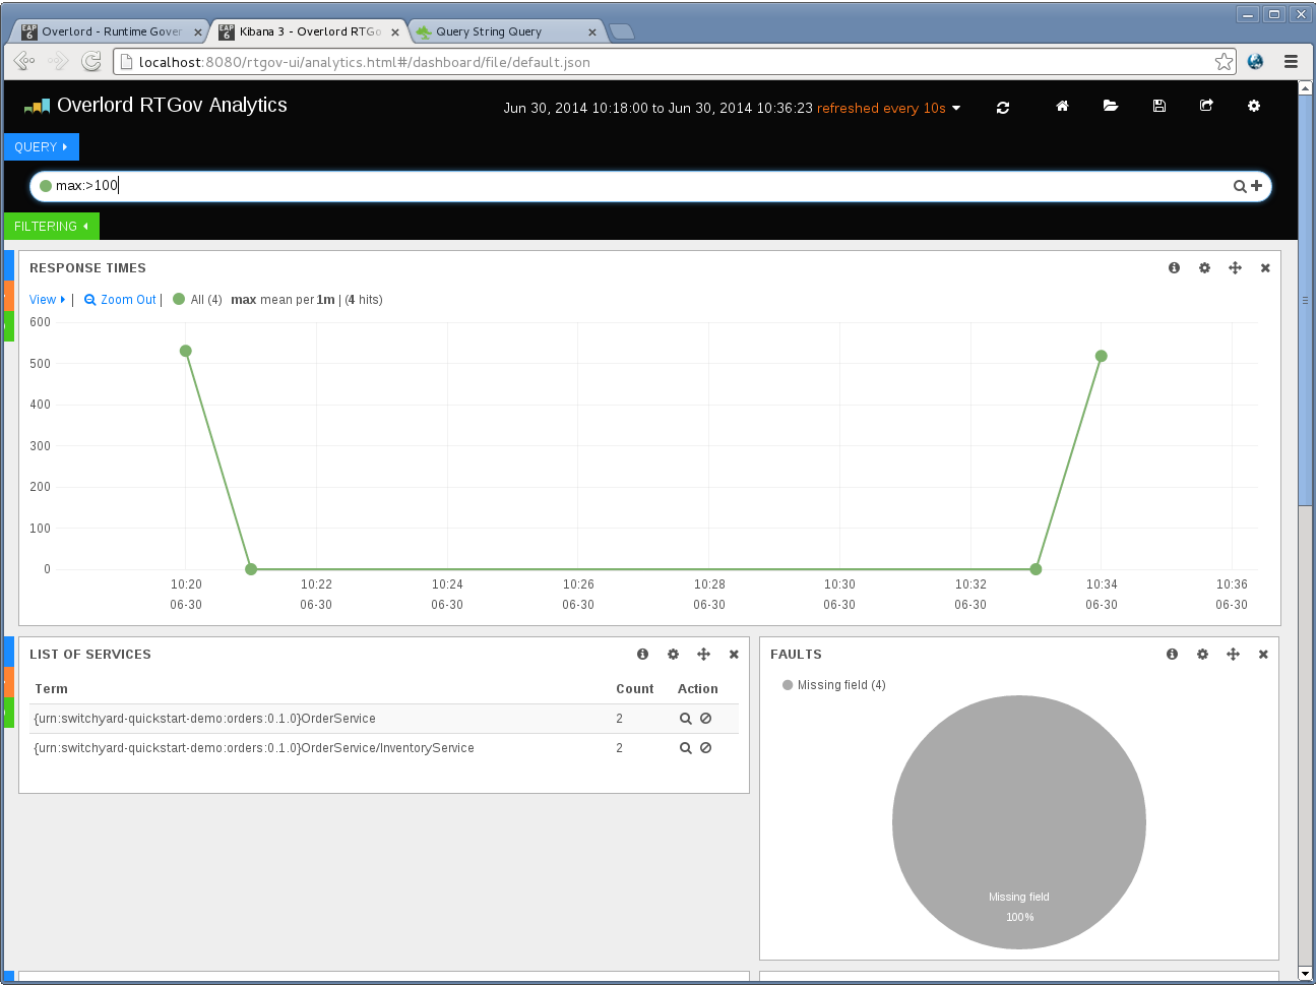 Overlord - Runtime Gover
Kibana 3 - Overlord RTGo
Query String Query
localhost:8080/rtgov-ui/analytics.html#/dashboard/file/default.json
Overlord RTGov Analytics
Jun 30, 2014 10:18:00 to Jun 30, 2014 10:36:23 refreshed every 10s
QUERY
max:>100
FILTERING
RESPONSE TIMES
View | Zoom Out | All (4) max mean per 1m | (4 hits)
600
500
400
300
200
100
0
10:20 10:22 10:24 10:26 10:28 10:30 10:32 10:34 10:36
06-30 06-30 06-30 06-30 06-30 06-30 06-30 06-30 06-30
LIST OF SERVICES
Term Count Action
{urn:switchyard-quickstart-demo:orders:0.1.0}OrderService 2
{urn:switchyard-quickstart-demo:orders:0.1.0}OrderService/InventoryService 2
FAULTS
Missing field (4)
Missing field
100%